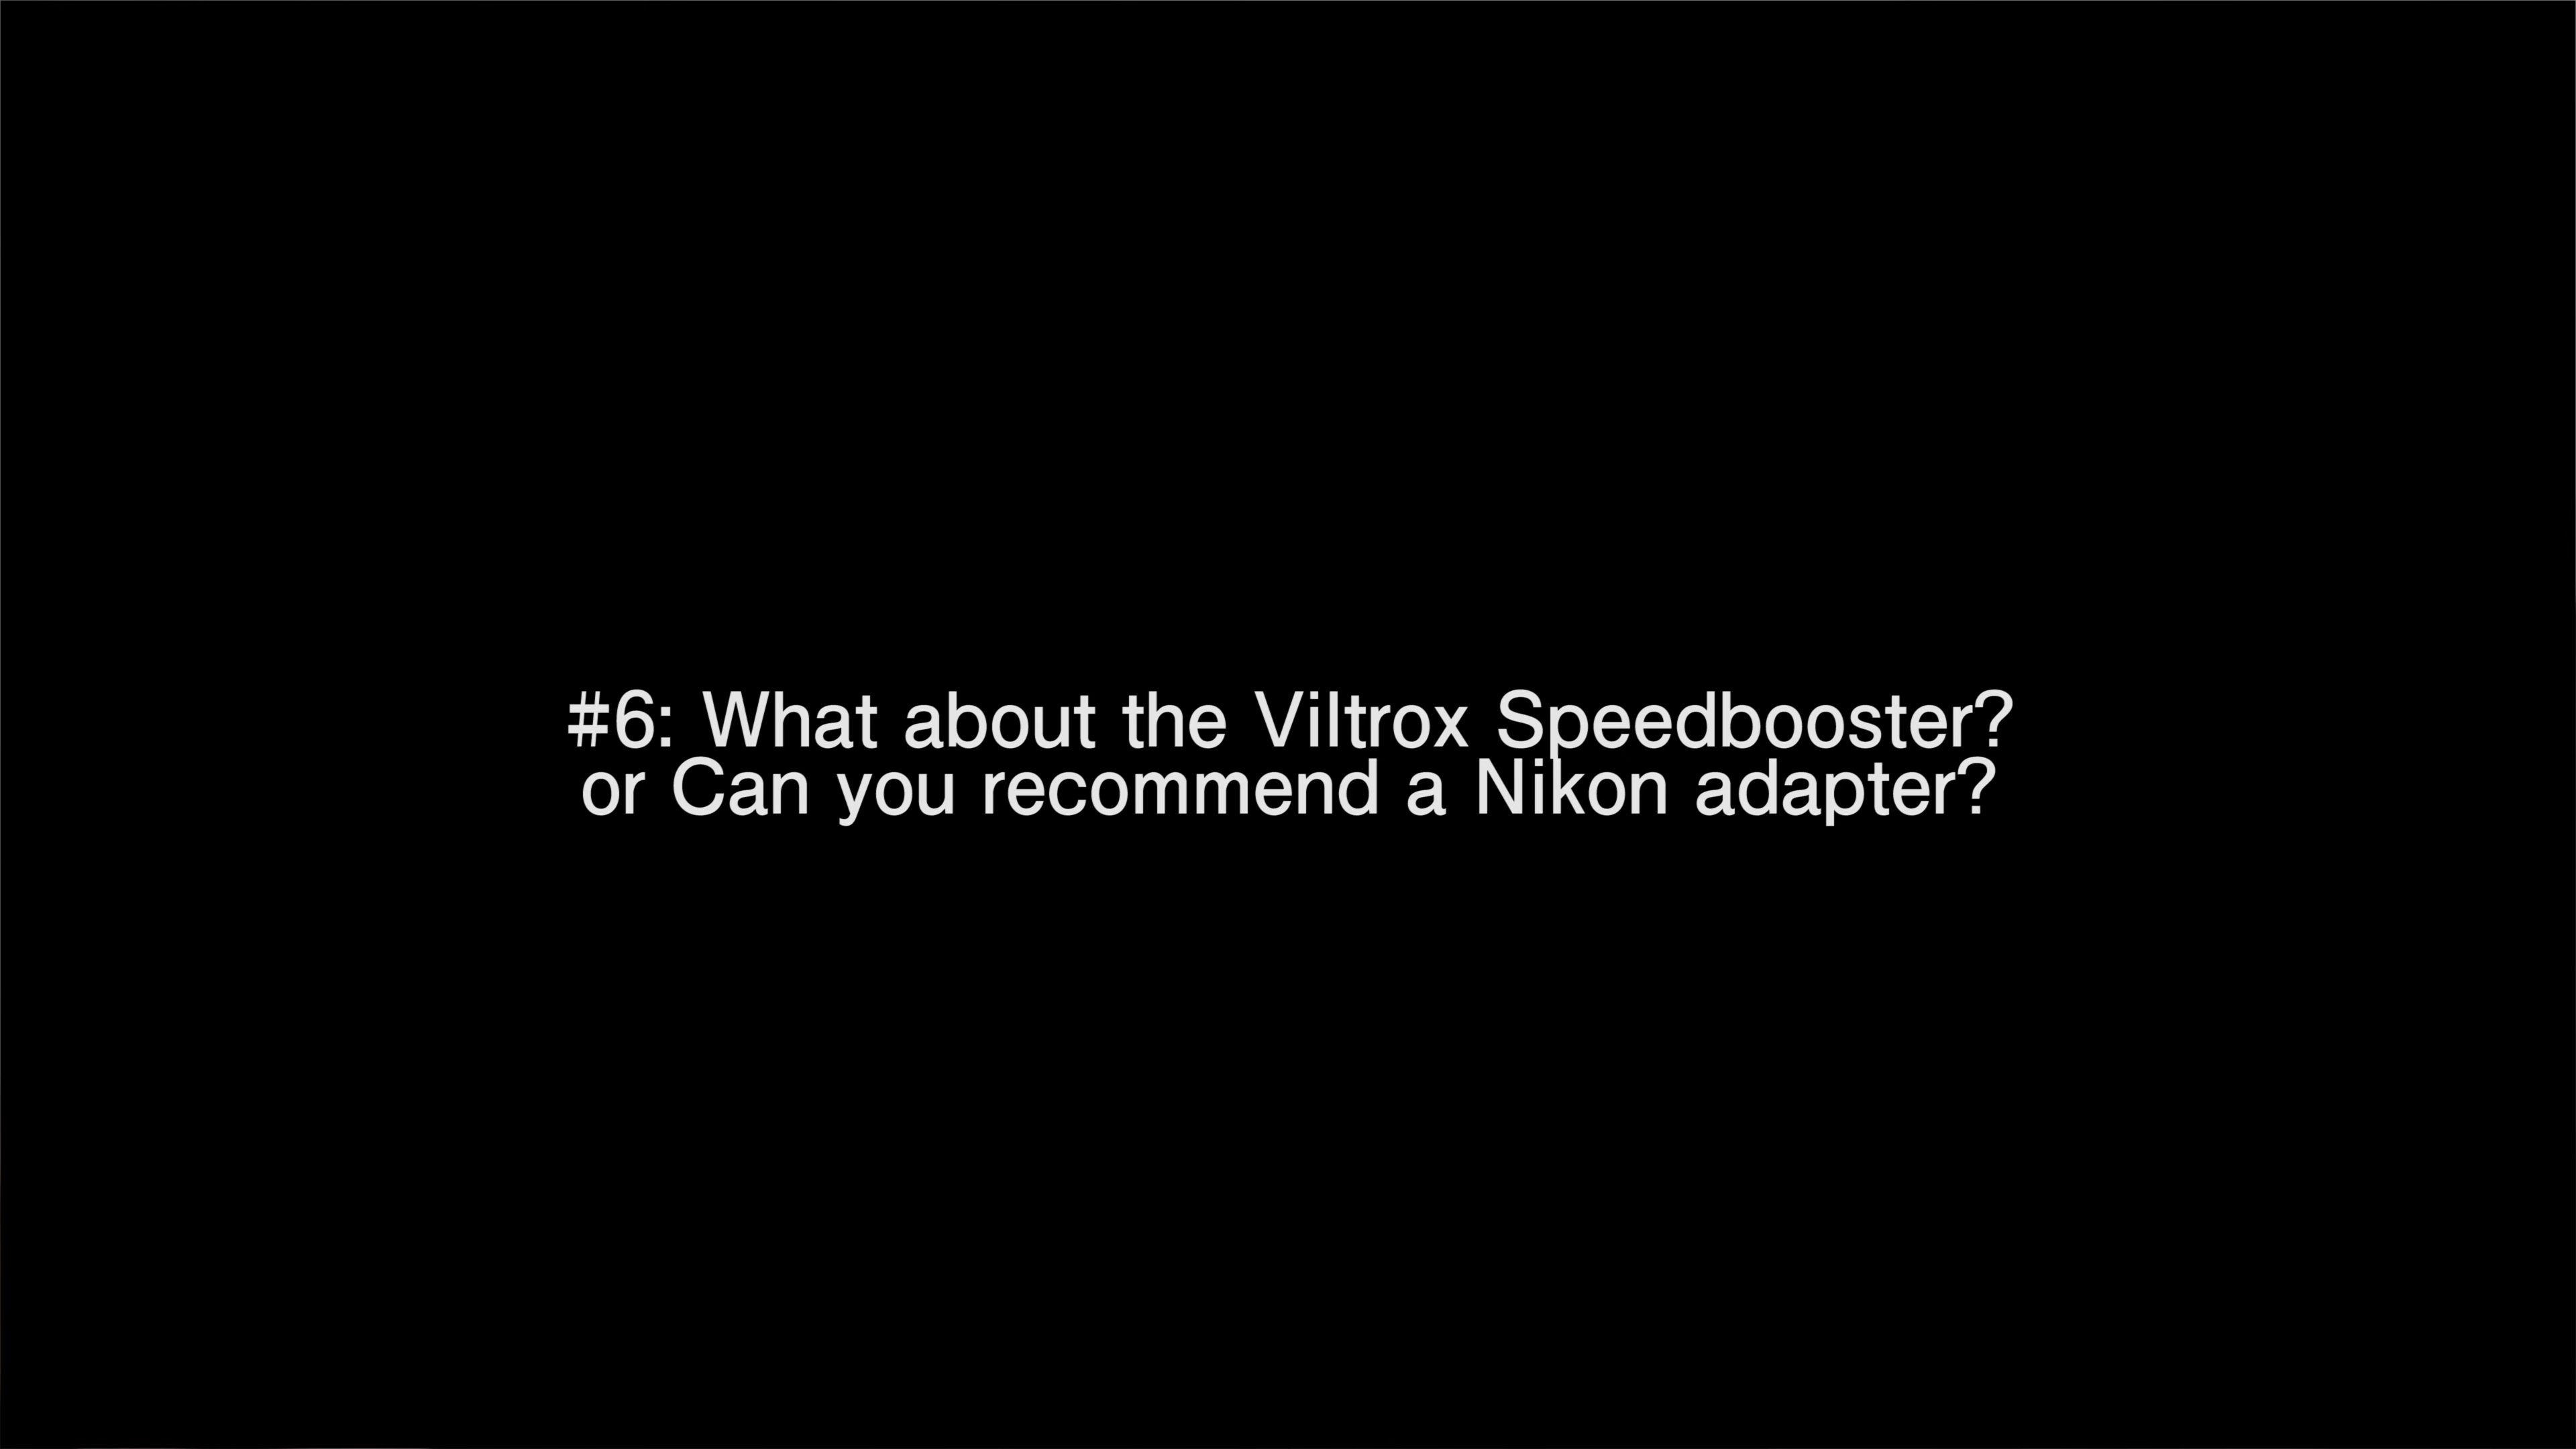 #6: What about the Viltrox Speedbooster?
or Can you recommend a Nikon adapter?